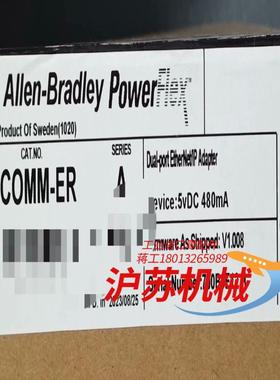 Allen-Bradley PowerFlex
Product Of Sweden(1020)
CAT.NO.
SERIES
COMM-ER
A
Dual-port EtherNet/IP Adapter
evice:5vDC 480mA
mware As Shipped: V1.008
2023/08/25
蒋工18013265989
沪苏机械